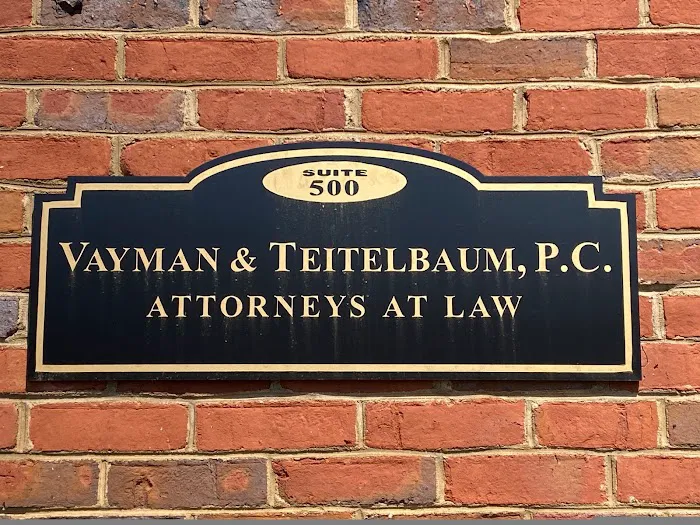 SUITE
500
VAYMAN & TEITELBAUM, P.C.
ATTORNEYS AT LAW